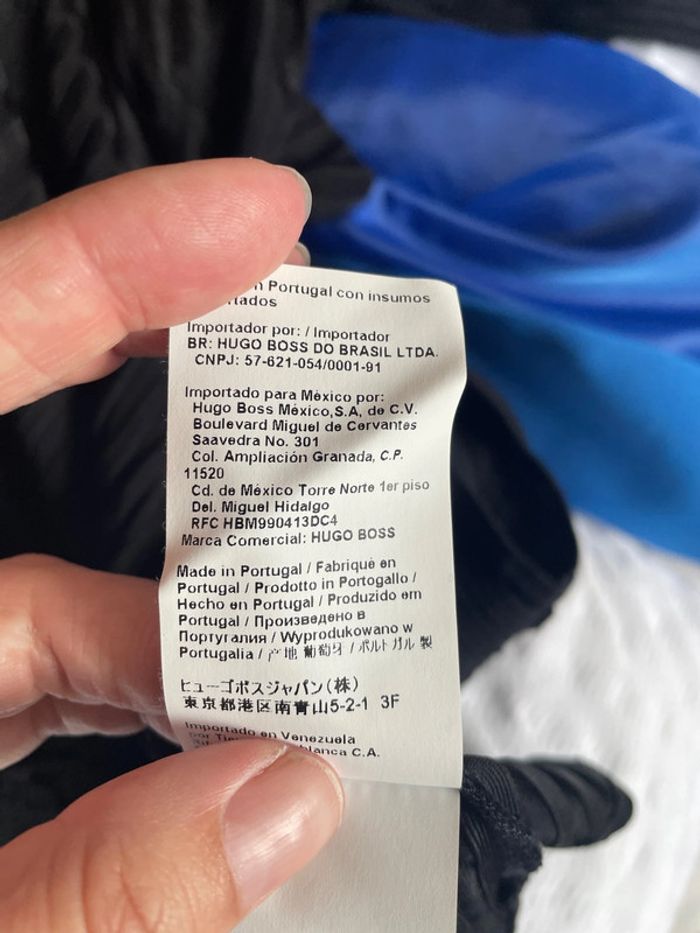 Portugal con insumos
Importador por: / Importador
BR: HUGO BOSS DO BRASIL LTDA.
CNPJ: 57-621-054/0001-91
Importado para México por:
Hugo Boss México,S.A, de C.V.
Boulevard Miguel de Cervantes
Saavedra No. 301
Col. Ampliación Granada, C.P.
11520
Cd. de México Torre Norte 1er piso
Del. Miguel Hidalgo
RFC HBM990413DC4
Marca Comercial: HUGO BOSS
Made in Portugal / Fabriqué en
Portugal / Prodotto in Portogallo /
Hecho en Portugal / Produzido em
Portugal / Произведено в
Португалия / Wyprodukowano w
Portugalia / 产地 葡萄牙 / ポルトガル 製
ヒューゴボスジャパン(株)
東京都港区南青山5-2-1 3F
Importado en Venezuela
por C.A.